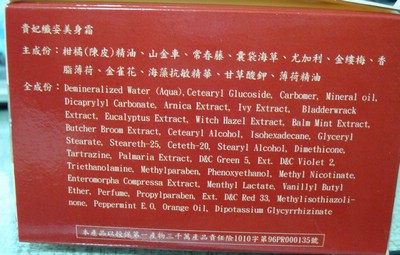 貴妃孅姿美身霜
主成份：柑橘(陳皮)精油、山金車、常春藤、囊袋海草、尤加利、金縷梅、香
脂薄荷、金雀花、海藻抗敏精華、甘草酸鉀、薄荷精油
全成份：Demineralized Water (Aqua),Cetearyl Glucoside, Carbomer, Mineral oil,
Dicaprylyl Carbonate, Arnica Extract, Ivy Extract, Bladderwrack
Extract, Eucalyptus Extract, Witch Hazel Extract, Balm Mint Extract,
Butcher Broom Extract, Cetearyl Alcohol, Isohexadecane, Glyceryl
Stearate, Steareth-25, Ceteth-20, Stearyl Alcohol, Dimethicone,
Tartrazine, Palmaria Extract, D&C Green 5, Ext. D&C Violet 2,
Triethanolamine, Methylparaben, Phenoxyethanol, Methyl Nicotinate,
Enteromorpha Compressa Extract, Menthyl Lactate, Vanillyl Butyl
Ether, Perfume, Propylparaben, Ext. D&C Red 33, Methylisothiazoli-
none, Peppermint E.O, Orange Oil, Dipotassium Glycyrrhizinate
本產品已投保第一產物三千萬產品責任險1010字第96PR000135號